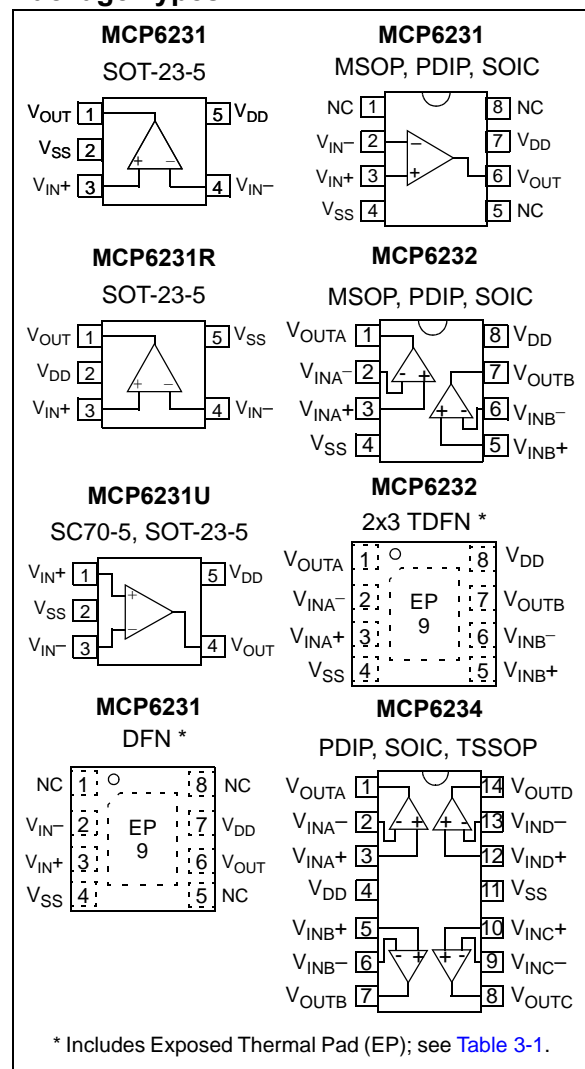 MCP6231
SOT-23-5
VOUT 1 5 VDD
VSS 2
VIN+ 3 4 VIN–
+ –
MCP6231
MSOP, PDIP, SOIC
NC 1 8 NC
VIN– 2 7 VDD
VIN+ 3 6 VOUT
VSS 4 5 NC
–
+
MCP6231R
SOT-23-5
VOUT 1 5 VSS
VDD 2
VIN+ 3 4 VIN–
+ –
MCP6232
MSOP, PDIP, SOIC
VOUTA 1 8 VDD
VINA– 2 7 VOUTB
VINA+ 3 6 VINB–
VSS 4 5 VINB+
- +
+ -
MCP6231U
SC70-5, SOT-23-5
VIN+ 1 5 VDD
VSS 2
VIN– 3 4 VOUT
+
–
MCP6232
2x3 TDFN *
VOUTA 1 8 VDD
VINA– 2 7 VOUTB
VINA+ 3 6 VINB–
VSS 4 5 VINB+
EP
9
MCP6231
DFN *
NC 1 8 NC
VIN– 2 7 VDD
VIN+ 3 6 VOUT
VSS 4 5 NC
EP
9
MCP6234
PDIP, SOIC, TSSOP
VOUTA 1 14 VOUTD
VINA– 2 13 VIND–
VINA+ 3 12 VIND+
VDD 4 11 VSS
VINB+ 5 10 VINC+
VINB– 6 9 VINC–
VOUTB 7 8 VOUTC
- + + -
- + + -
* Includes Exposed Thermal Pad (EP); see Table 3-1.